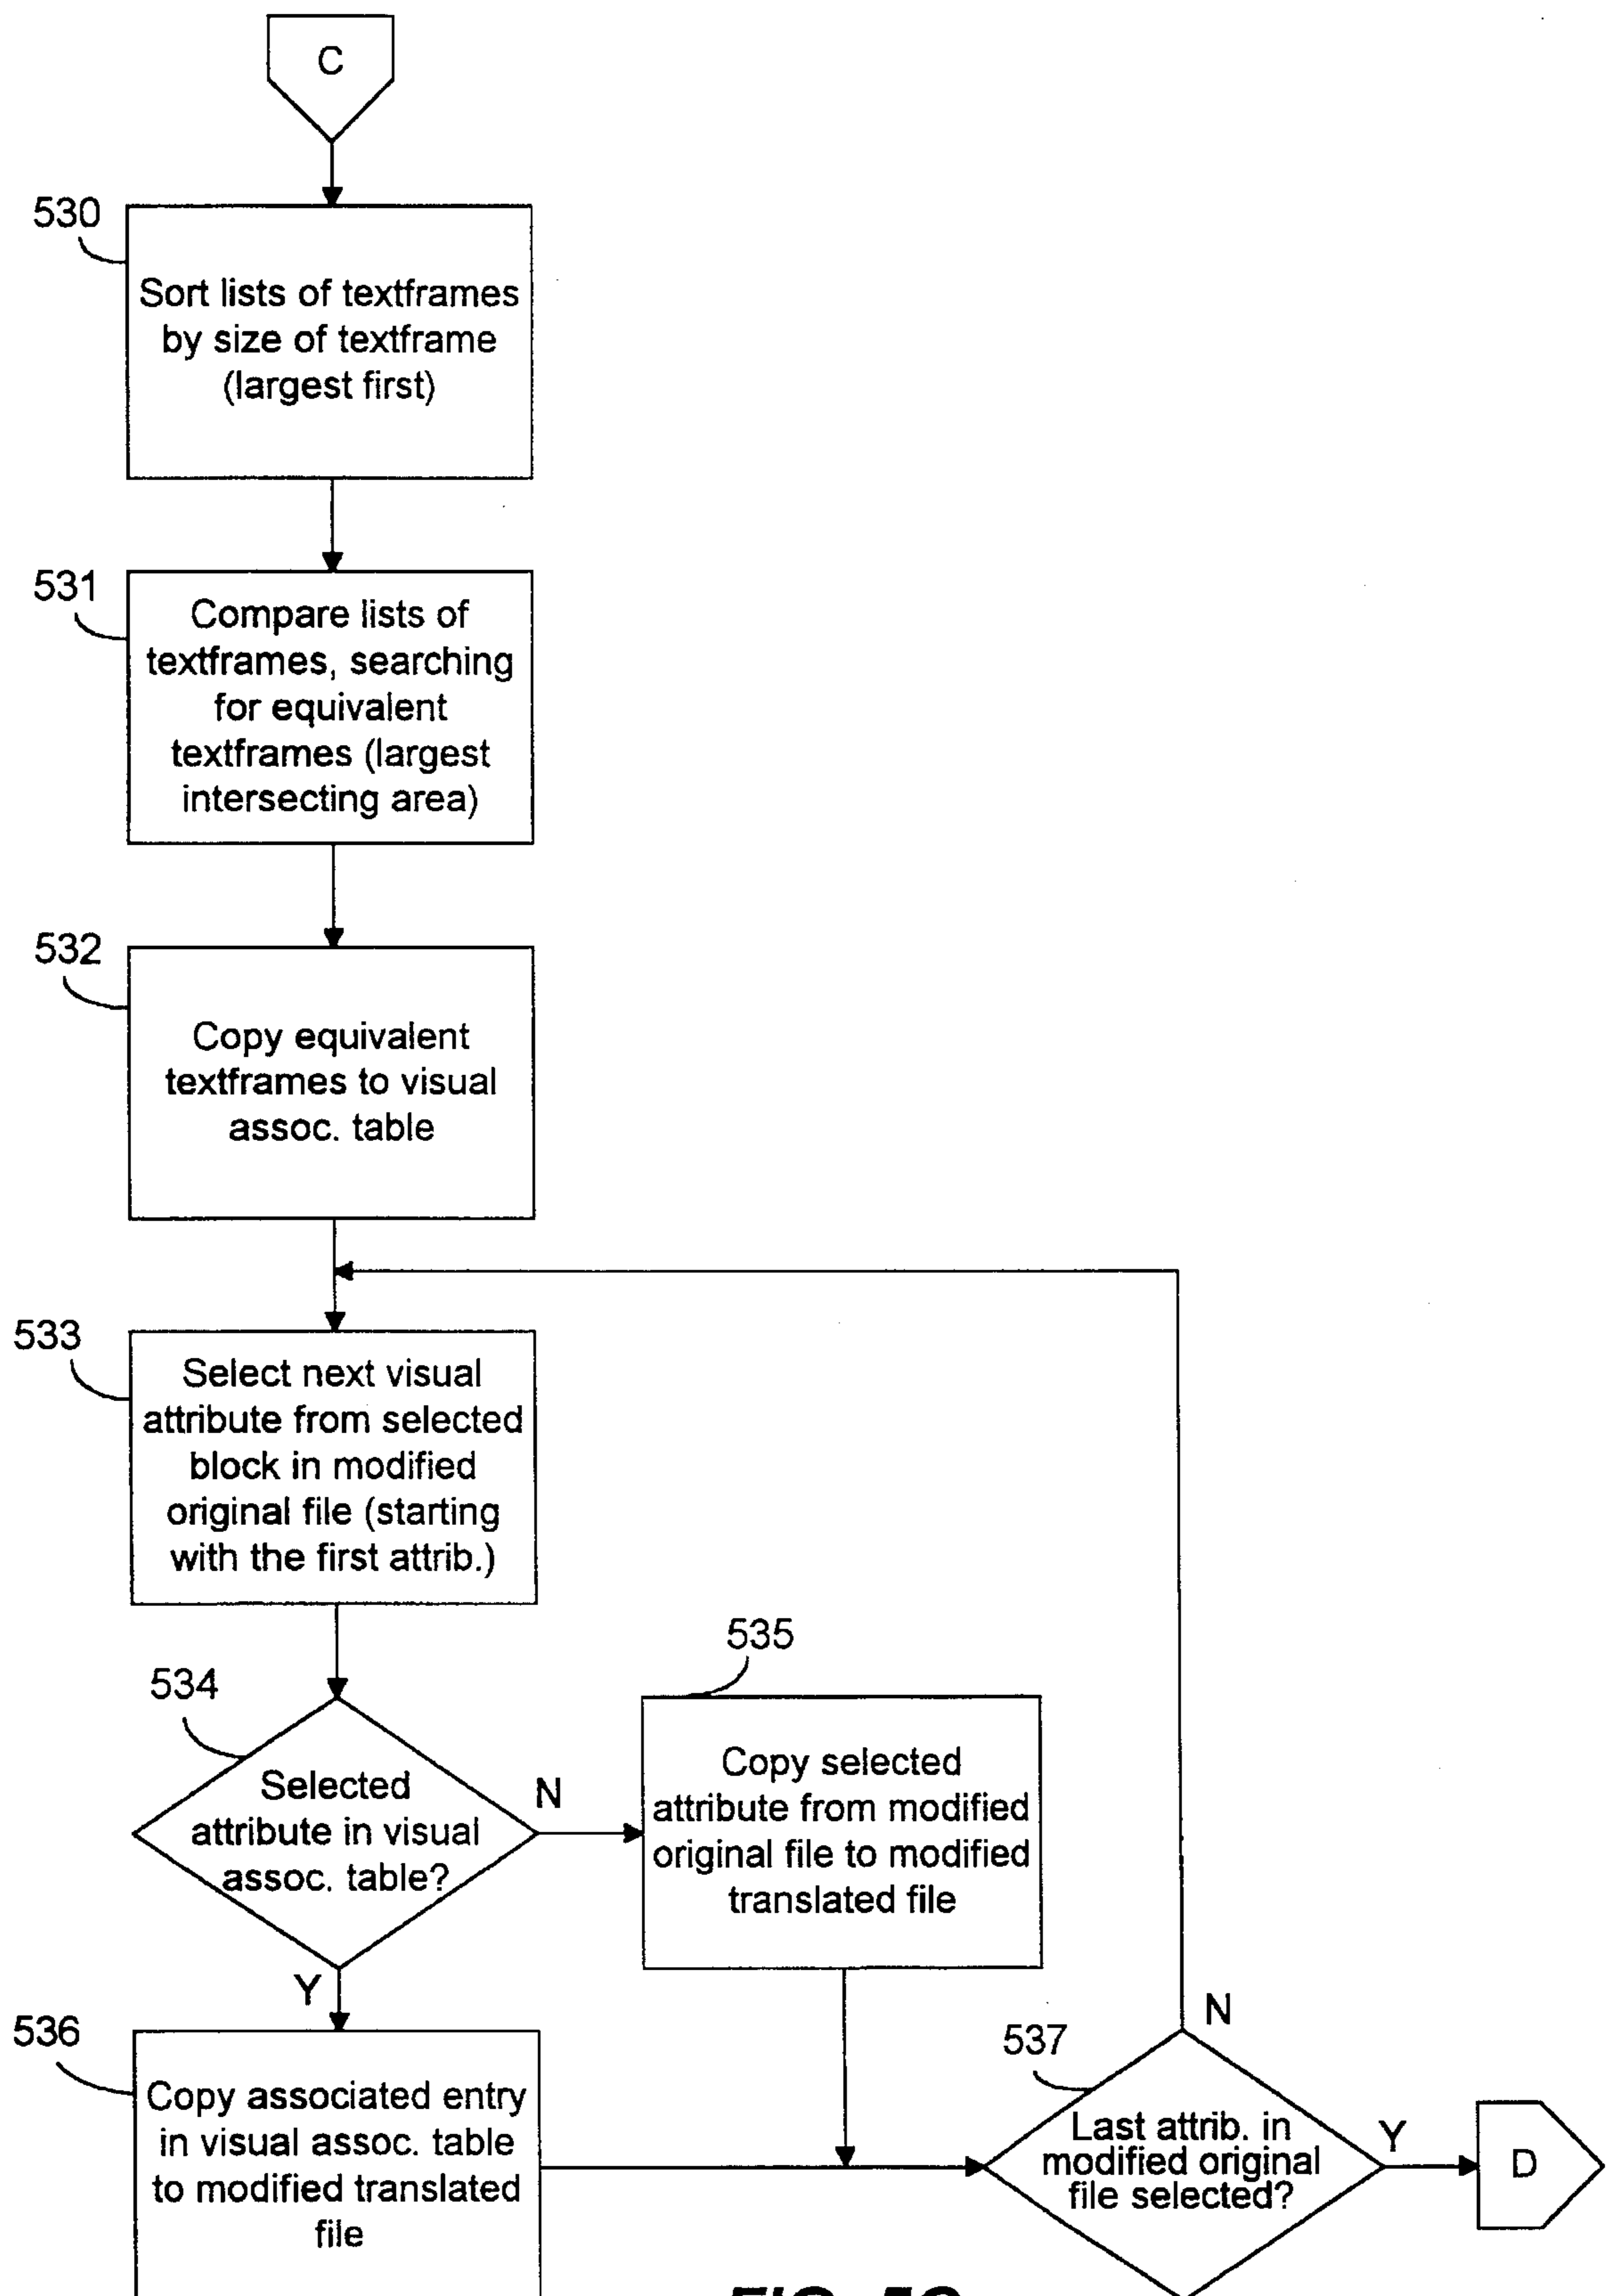 C
530
Sort lists of textframes
by size of textframe
(largest first)
531
Compare lists of
textframes, searching
for equivalent
textframes (largest
intersecting area)
532
Copy equivalent
textframes to visual
assoc. table
533
Select next visual
attribute from selected
block in modified
original file (starting
with the first attrib.)
534
Selected
attribute in visual
assoc. table?
N
Y
535
Copy selected
attribute from modified
original file to modified
translated file
536
Copy associated entry
in visual assoc. table
to modified translated
file
537
Last attrib. in
modified original
file selected?
N
Y
D